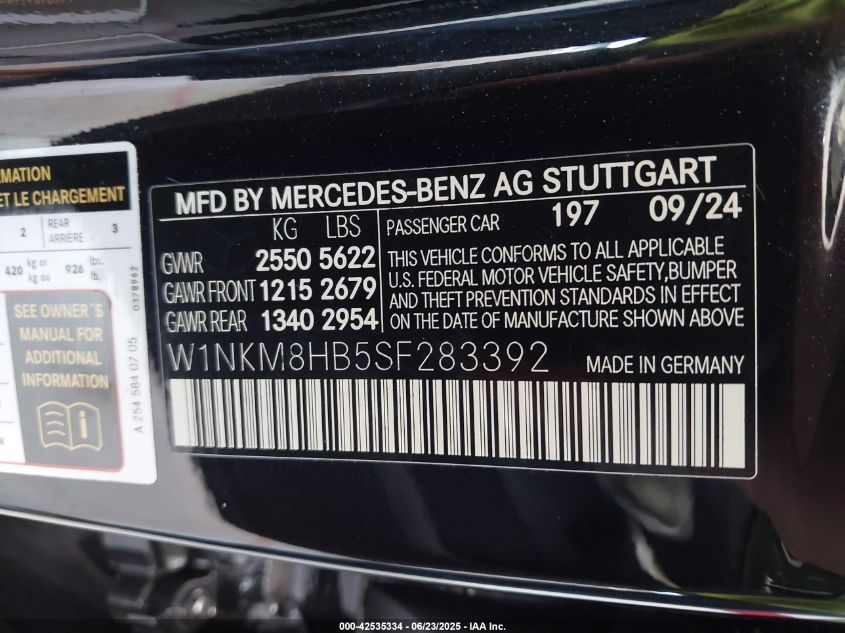 MATION
ET LE CHARGEMENT
2 REAR ARRIÈRE 3
420 kg or kg ou 926 lbs. lb.
SEE OWNER´S
MANUAL FOR
ADDITIONAL
INFORMATION
0378962
A 254 584 07 05
MFD BY MERCEDES-BENZ AG STUTTGART
KG LBS
GVWR 2550 5622
GAWR FRONT 1215 2679
GAWR REAR 1340 2954
PASSENGER CAR 197 09/24
THIS VEHICLE CONFORMS TO ALL APPLICABLE
U.S. FEDERAL MOTOR VEHICLE SAFETY,BUMPER
AND THEFT PREVENTION STANDARDS IN EFFECT
ON THE DATE OF MANUFACTURE SHOWN ABOVE
W1NKM8HB5SF283392
MADE IN GERMANY
000-42535334 - 06/23/2025 - IAA Inc.